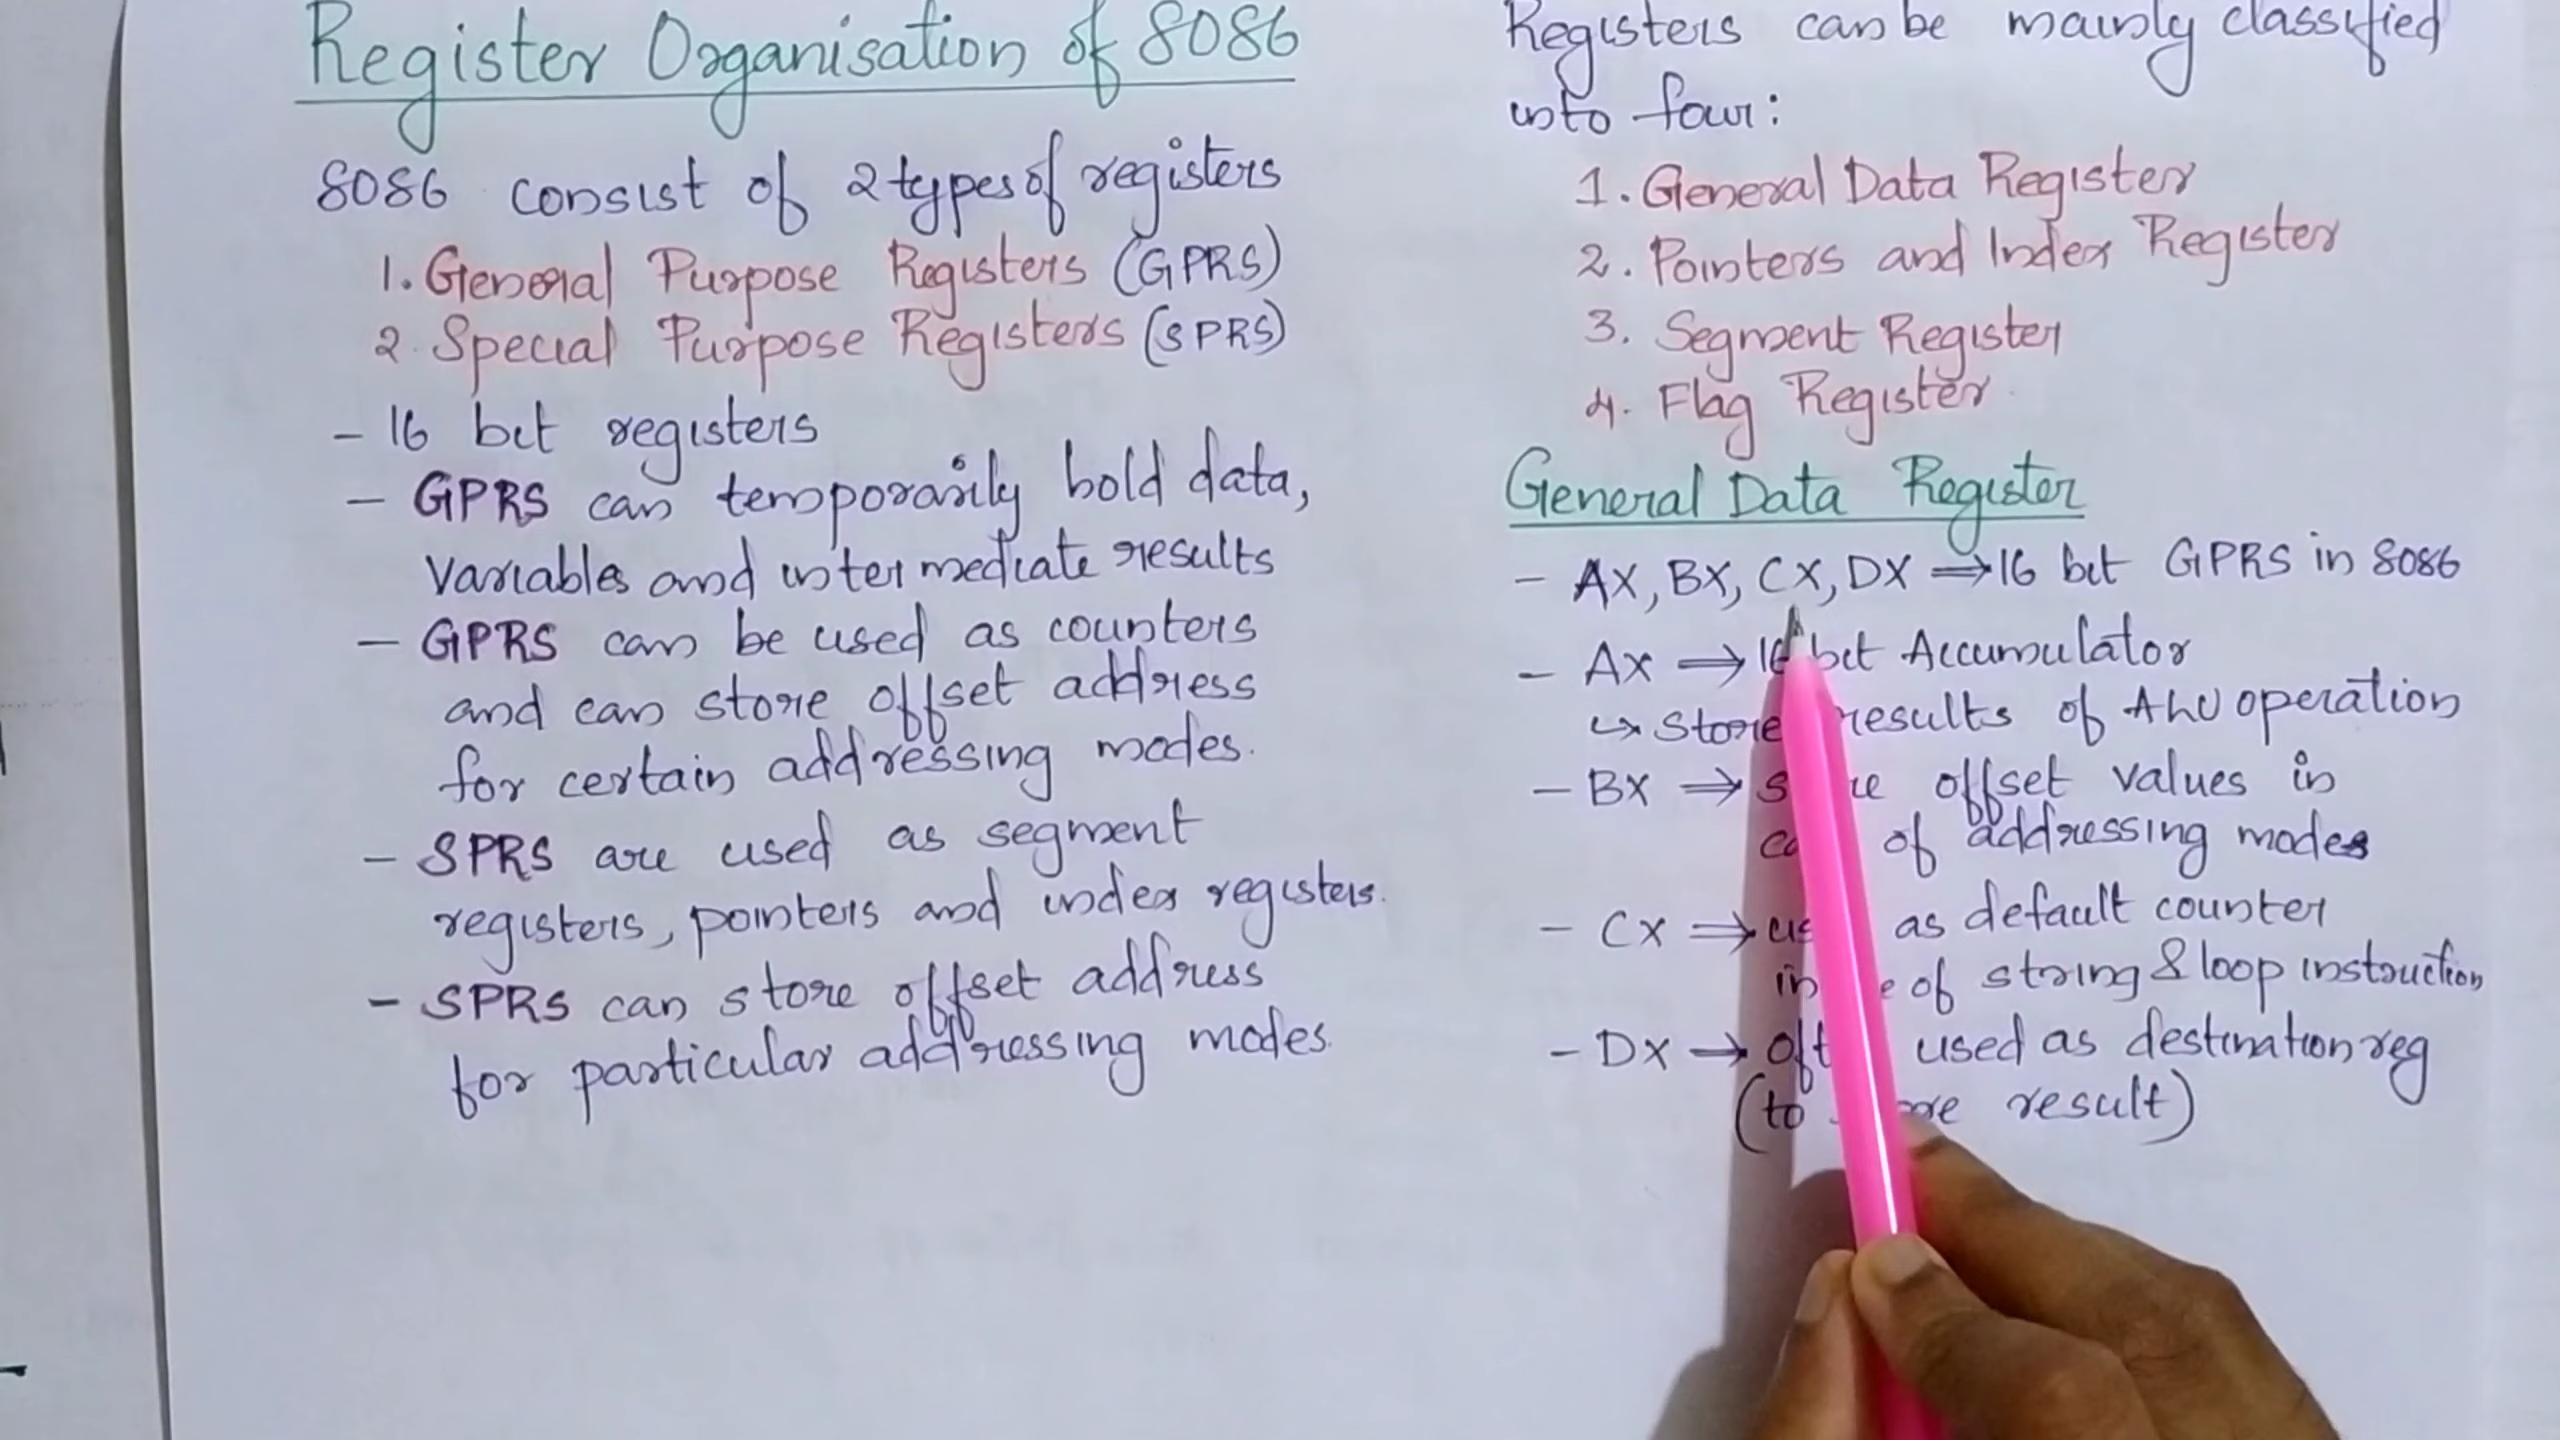 Register Organisation of 8086
8086 consist of 2 types of registers
1. General Purpose Registers (GPRS)
2. Special Purpose Registers (SPRS)
- 16 bit registers
- GPRS can temporarily hold data,
variables and intermediate results
- GPRS can be used as counters
and can store offset address
for certain addressing modes.
- SPRS are used as segment
registers, pointers and index registers.
- SPRS can store offset address
for particular addressing modes.
Registers can be mainly classified
into four:
1. General Data Register
2. Pointers and Index Register
3. Segment Register
4. Flag Register
General Data Register
- AX, BX, CX, DX ⇒ 16 bit GPRS in 8086
- AX ⇒ 16 bit Accumulator
↳ Store results of ALU operation
- BX ⇒ offset values in
of addressing modes
- CX ⇒ as default counter
in of string & loop instruction
- DX → used as destination reg
(to result)